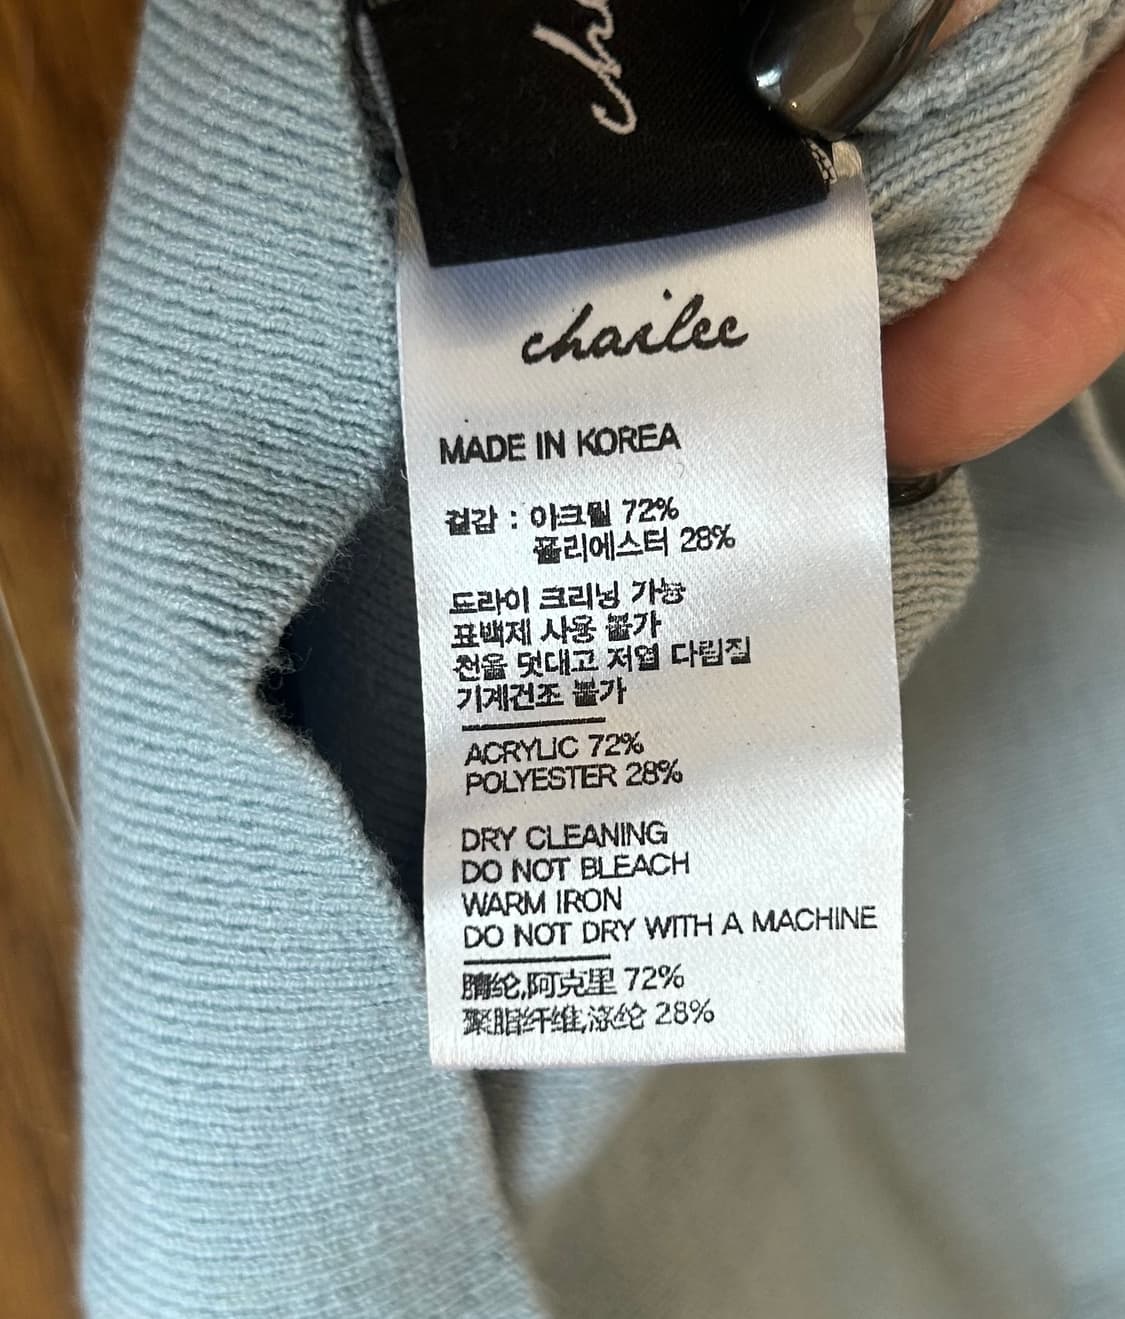 che
charlee
MADE IN KOREA
겉감 : 아크릴 72%
폴리에스터 28%
드라이 크리닝 가능
표백제 사용 불가
천을 덧대고 저열 다림질
기계건조 불가
ACRYLIC 72%
POLYESTER 28%
DRY CLEANING
DO NOT BLEACH
WARM IRON
DO NOT DRY WITH A MACHINE
腈纶,阿克里 72%
聚脂纤维,涤纶 28%